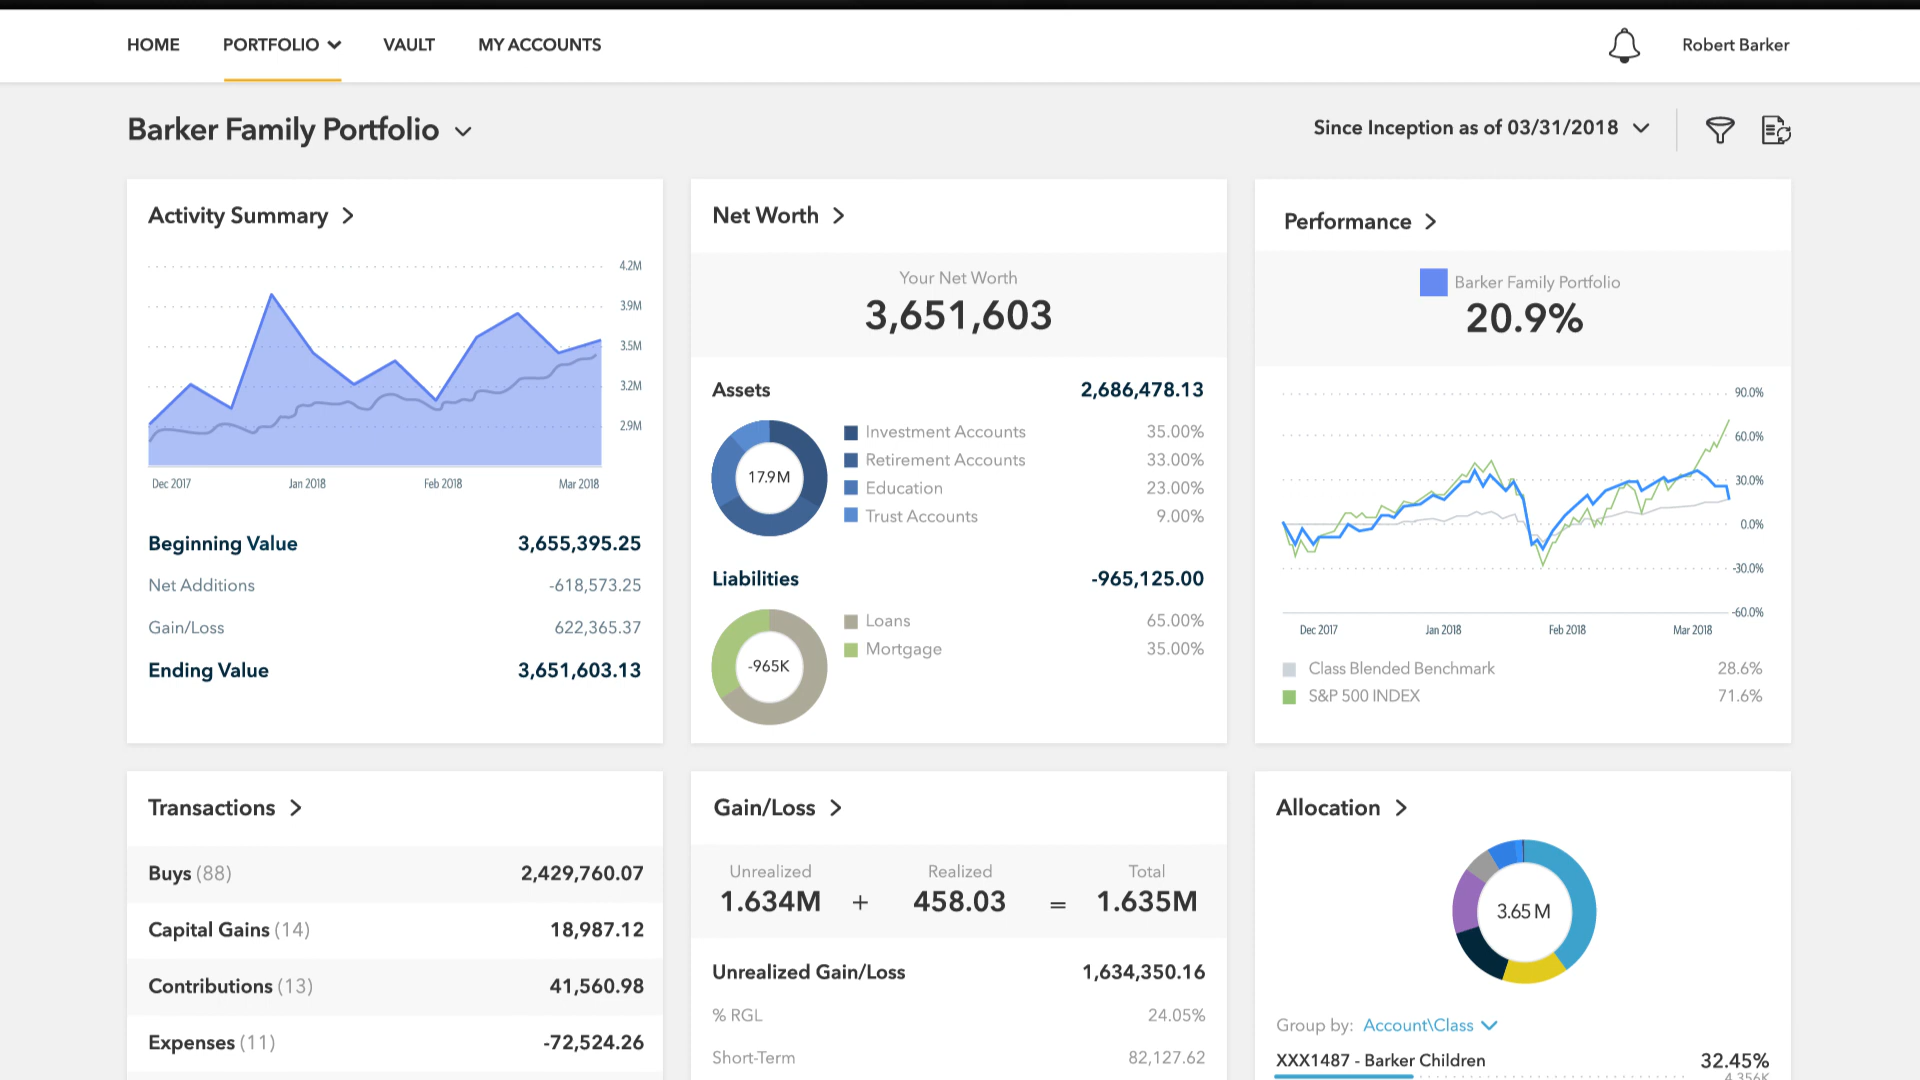 HOME PORTFOLIO VAULT MY ACCOUNTS Robert Barker
Barker Family Portfolio Since Inception as of 03/31/2018
Activity Summary
4.2M
3.9M
3.5M
3.2M
2.9M
Dec 2017 Jan 2018 Feb 2018 Mar 2018
Beginning Value 3,655,395.25
Net Additions -618,573.25
Gain/Loss 622,365.37
Ending Value 3,651,603.13
Net Worth
Your Net Worth
3,651,603
Assets 2,686,478.13
17.9M
Investment Accounts 35.00%
Retirement Accounts 33.00%
Education 23.00%
Trust Accounts 9.00%
Liabilities -965,125.00
-965K
Loans 65.00%
Mortgage 35.00%
Performance
Barker Family Portfolio
20.9%
90.0%
60.0%
30.0%
0.0%
-30.0%
-60.0%
Dec 2017 Jan 2018 Feb 2018 Mar 2018
Class Blended Benchmark 28.6%
S&P 500 INDEX 71.6%
Transactions
Buys (88) 2,429,760.07
Capital Gains (14) 18,987.12
Contributions (13) 41,560.98
Expenses (11) -72,524.26
Gain/Loss
Unrealized Realized Total
1.634M + 458.03 = 1.635M
Unrealized Gain/Loss 1,634,350.16
% RGL 24.05%
Short-Term 82,127.62
Allocation
3.65 M
Group by: Account\Class
XXX1487 - Barker Children 32.45%
4.356K